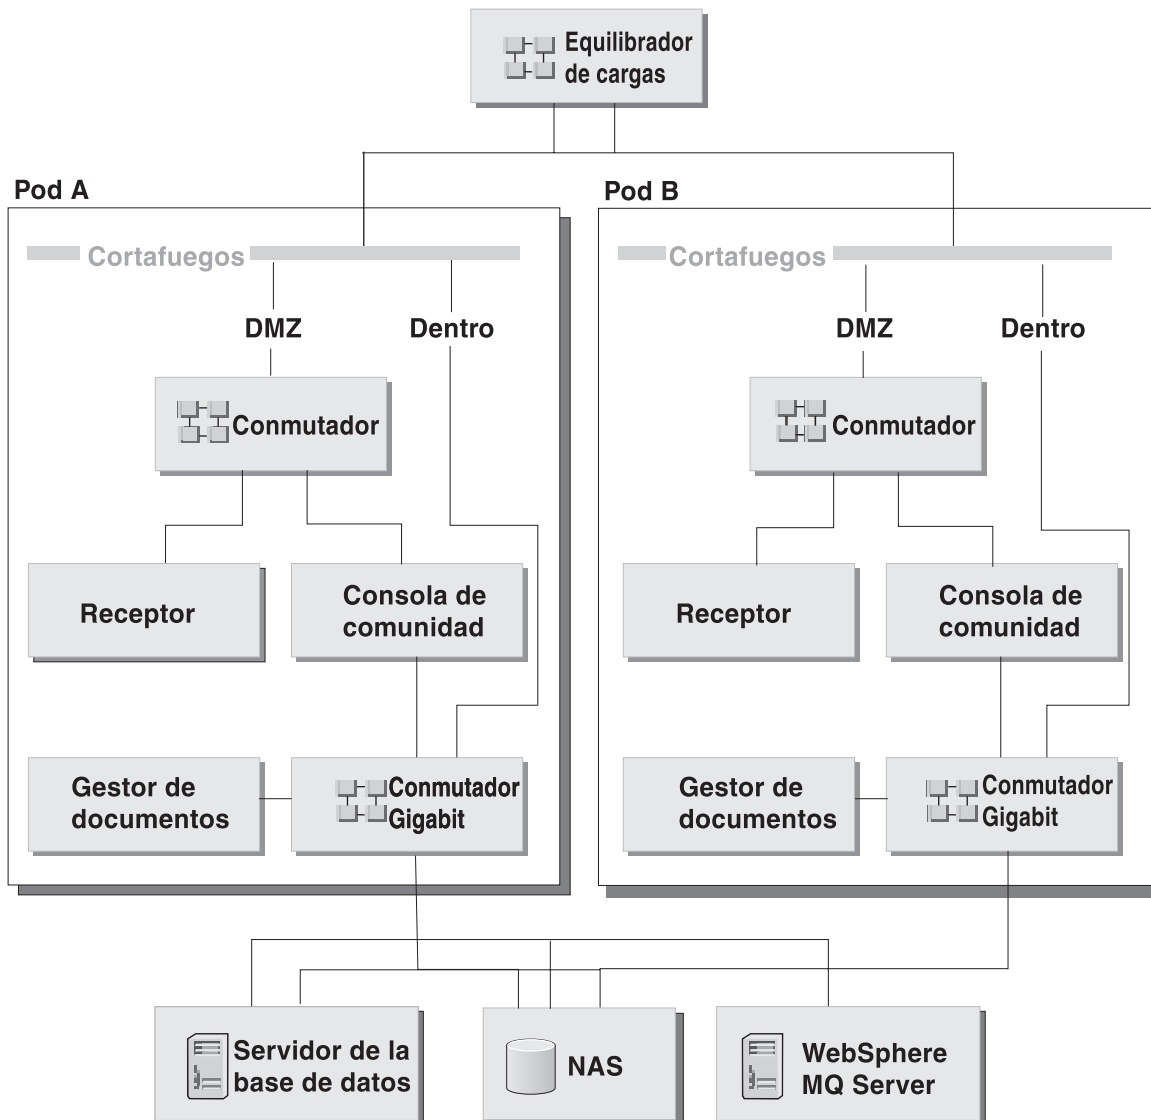 Equilibrador
de cargas
Pod A
Pod B
Cortafuegos
Cortafuegos
DMZ
Dentro
DMZ
Dentro
Conmutador
Conmutador
Receptor
Consola de
comunidad
Receptor
Consola de
comunidad
Gestor de
documentos
Conmutador
Gigabit
Gestor de
documentos
Conmutador
Gigabit
Servidor de la
base de datos
NAS
WebSphere
MQ Server